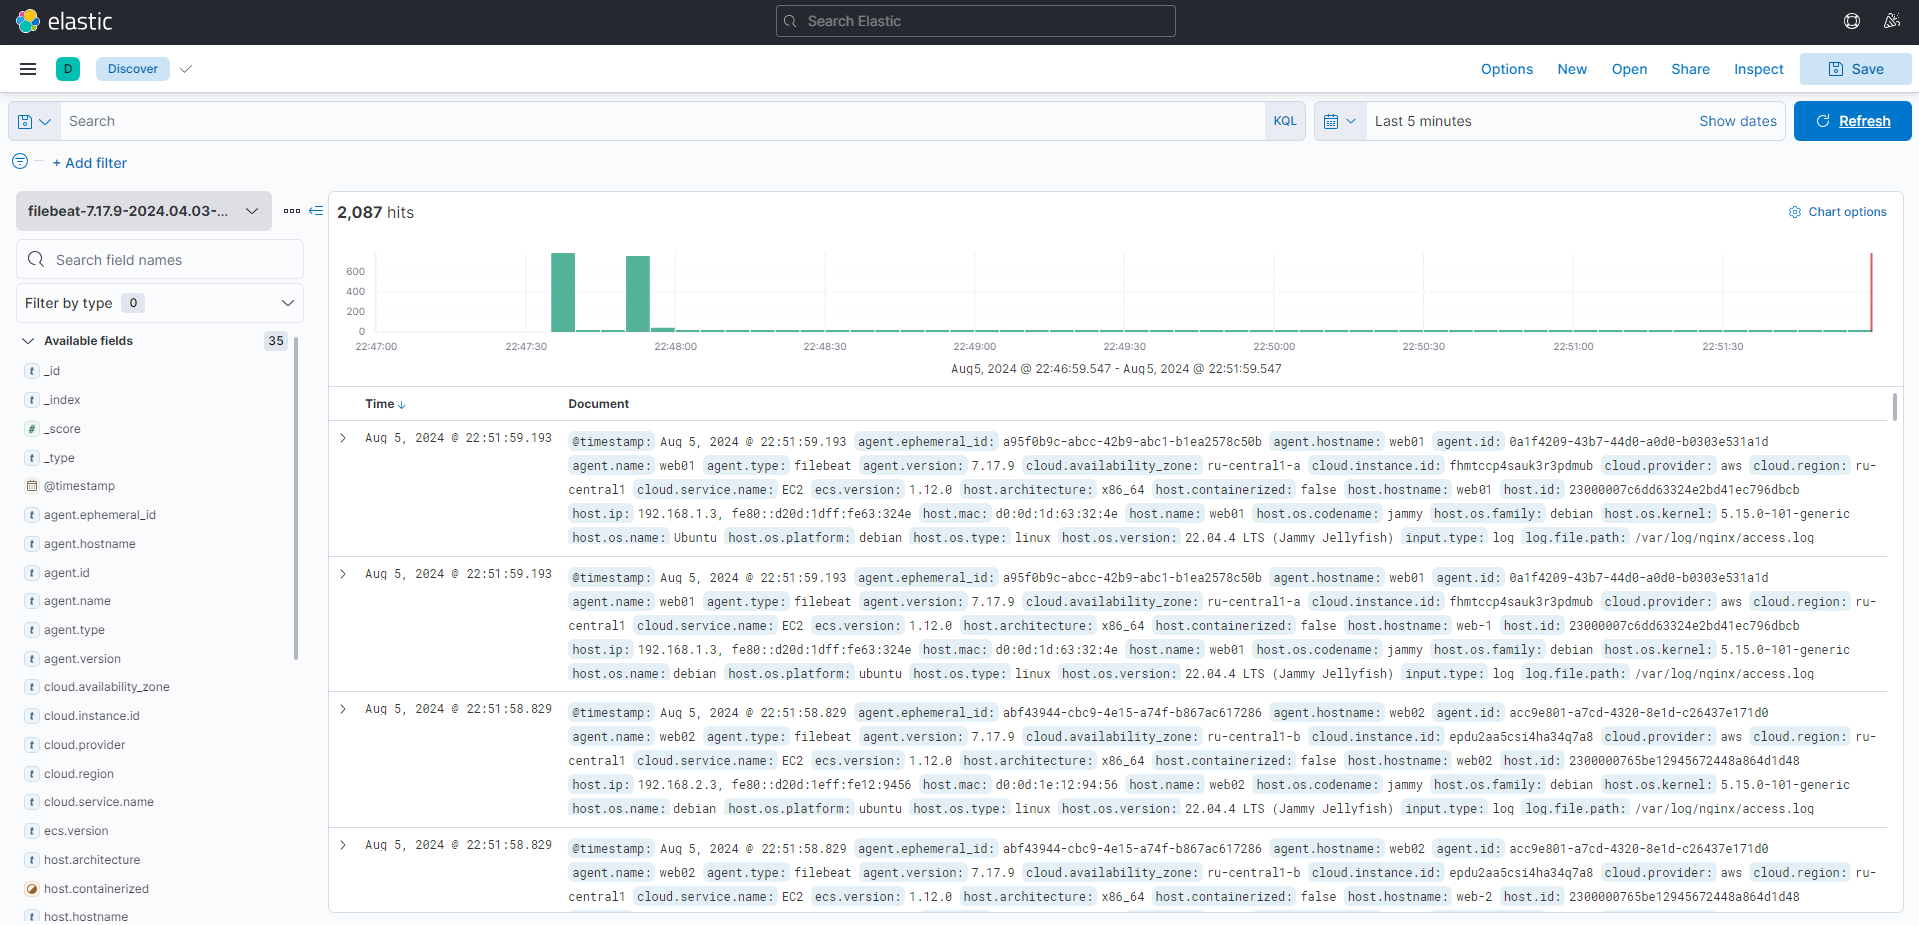 elastic
Search Elastic
D Discover
Options New Open Share Inspect Save
Search KQL Last 5 minutes Show dates Refresh
+ Add filter
filebeat-7.17.9-2024.04.03-...
Search field names
Filter by type 0
Available fields 35
t _id
t _index
# _score
t _type
@timestamp
t agent.ephemeral_id
t agent.hostname
t agent.id
t agent.name
t agent.type
t agent.version
t cloud.availability_zone
t cloud.instance.id
t cloud.provider
t cloud.region
t cloud.service.name
t ecs.version
t host.architecture
host.containerized
t host.hostname
2,087 hits
Chart options
600
400
200
0
22:47:00 22:47:30 22:48:00 22:48:30 22:49:00 22:49:30 22:50:00 22:50:30 22:51:00 22:51:30
Aug 5, 2024 @ 22:46:59.547 - Aug 5, 2024 @ 22:51:59.547
Time Document
Aug 5, 2024 @ 22:51:59.193
@timestamp: Aug 5, 2024 @ 22:51:59.193 agent.ephemeral_id: a95f0b9c-abcc-42b9-abc1-b1ea2578c50b agent.hostname: web01 agent.id: 0a1f4209-43b7-44d0-a0d0-b0303e531a1d
agent.name: web01 agent.type: filebeat agent.version: 7.17.9 cloud.availability_zone: ru-central1-a cloud.instance.id: fhmtccp4sauk3r3pdmub cloud.provider: aws cloud.region: ru-
central1 cloud.service.name: EC2 ecs.version: 1.12.0 host.architecture: x86_64 host.containerized: false host.hostname: web01 host.id: 23000007c6dd63324e2bd41ec796dbcb
host.ip: 192.168.1.3, fe80::d20d:1dff:fe63:324e host.mac: d0:0d:1d:63:32:4e host.name: web01 host.os.codename: jammy host.os.family: debian host.os.kernel: 5.15.0-101-generic
host.os.name: Ubuntu host.os.platform: debian host.os.type: linux host.os.version: 22.04.4 LTS (Jammy Jellyfish) input.type: log log.file.path: /var/log/nginx/access.log
Aug 5, 2024 @ 22:51:59.193
@timestamp: Aug 5, 2024 @ 22:51:59.193 agent.ephemeral_id: a95f0b9c-abcc-42b9-abc1-b1ea2578c50b agent.hostname: web01 agent.id: 0a1f4209-43b7-44d0-a0d0-b0303e531a1d
agent.name: web01 agent.type: filebeat agent.version: 7.17.9 cloud.availability_zone: ru-central1-a cloud.instance.id: fhmtccp4sauk3r3pdmub cloud.provider: aws cloud.region: ru-
central1 cloud.service.name: EC2 ecs.version: 1.12.0 host.architecture: x86_64 host.containerized: false host.hostname: web-1 host.id: 23000007c6dd63324e2bd41ec796dbcb
host.ip: 192.168.1.3, fe80::d20d:1dff:fe63:324e host.mac: d0:0d:1d:63:32:4e host.name: web01 host.os.codename: jammy host.os.family: debian host.os.kernel: 5.15.0-101-generic
host.os.name: debian host.os.platform: ubuntu host.os.type: linux host.os.version: 22.04.4 LTS (Jammy Jellyfish) input.type: log log.file.path: /var/log/nginx/access.log
Aug 5, 2024 @ 22:51:58.829
@timestamp: Aug 5, 2024 @ 22:51:58.829 agent.ephemeral_id: abf43944-cbc9-4e15-a74f-b867ac617286 agent.hostname: web02 agent.id: acc9e801-a7cd-4320-8e1d-c26437e171d0
agent.name: web02 agent.type: filebeat agent.version: 7.17.9 cloud.availability_zone: ru-central1-b cloud.instance.id: epdu2aa5csi4ha34q7a8 cloud.provider: aws cloud.region: ru-
central1 cloud.service.name: EC2 ecs.version: 1.12.0 host.architecture: x86_64 host.containerized: false host.hostname: web02 host.id: 2300000765be12945672448a864d1d48
host.ip: 192.168.2.3, fe80::d20d:1eff:fe12:9456 host.mac: d0:0d:1e:12:94:56 host.name: web02 host.os.codename: jammy host.os.family: debian host.os.kernel: 5.15.0-101-generic
host.os.name: debian host.os.platform: ubuntu host.os.type: linux host.os.version: 22.04.4 LTS (Jammy Jellyfish) input.type: log log.file.path: /var/log/nginx/access.log
Aug 5, 2024 @ 22:51:58.829
@timestamp: Aug 5, 2024 @ 22:51:58.829 agent.ephemeral_id: abf43944-cbc9-4e15-a74f-b867ac617286 agent.hostname: web02 agent.id: acc9e801-a7cd-4320-8e1d-c26437e171d0
agent.name: web02 agent.type: filebeat agent.version: 7.17.9 cloud.availability_zone: ru-central1-b cloud.instance.id: epdu2aa5csi4ha34q7a8 cloud.provider: aws cloud.region: ru-
central1 cloud.service.name: EC2 ecs.version: 1.12.0 host.architecture: x86_64 host.containerized: false host.hostname: web-2 host.id: 2300000765be12945672448a864d1d48